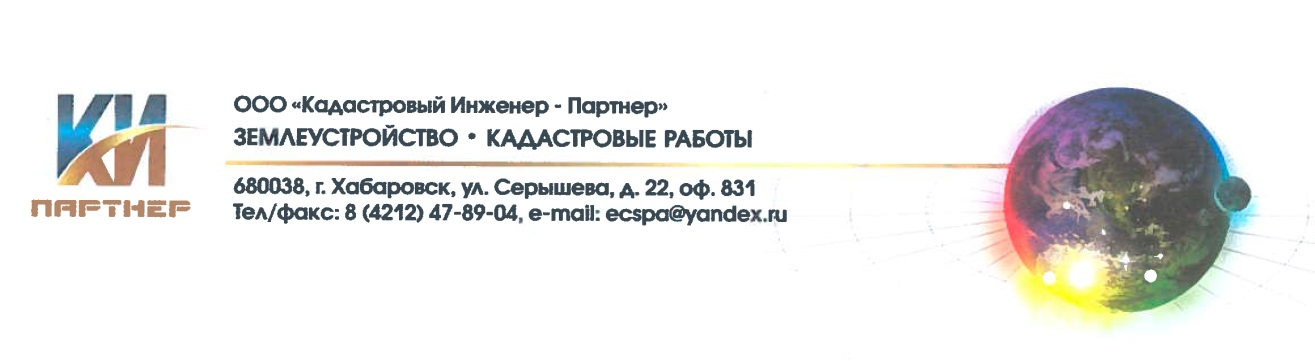 КИ
ПАРТНЕР
ООО «Кадастровый Инженер - Партнер»
ЗЕМЛЕУСТРОЙСТВО • КАДАСТРОВЫЕ РАБОТЫ
680038, г. Хабаровск, ул. Серышева, д. 22, оф. 831
Тел/факс: 8 (4212) 47-89-04, e-mail: ecspa@yandex.ru